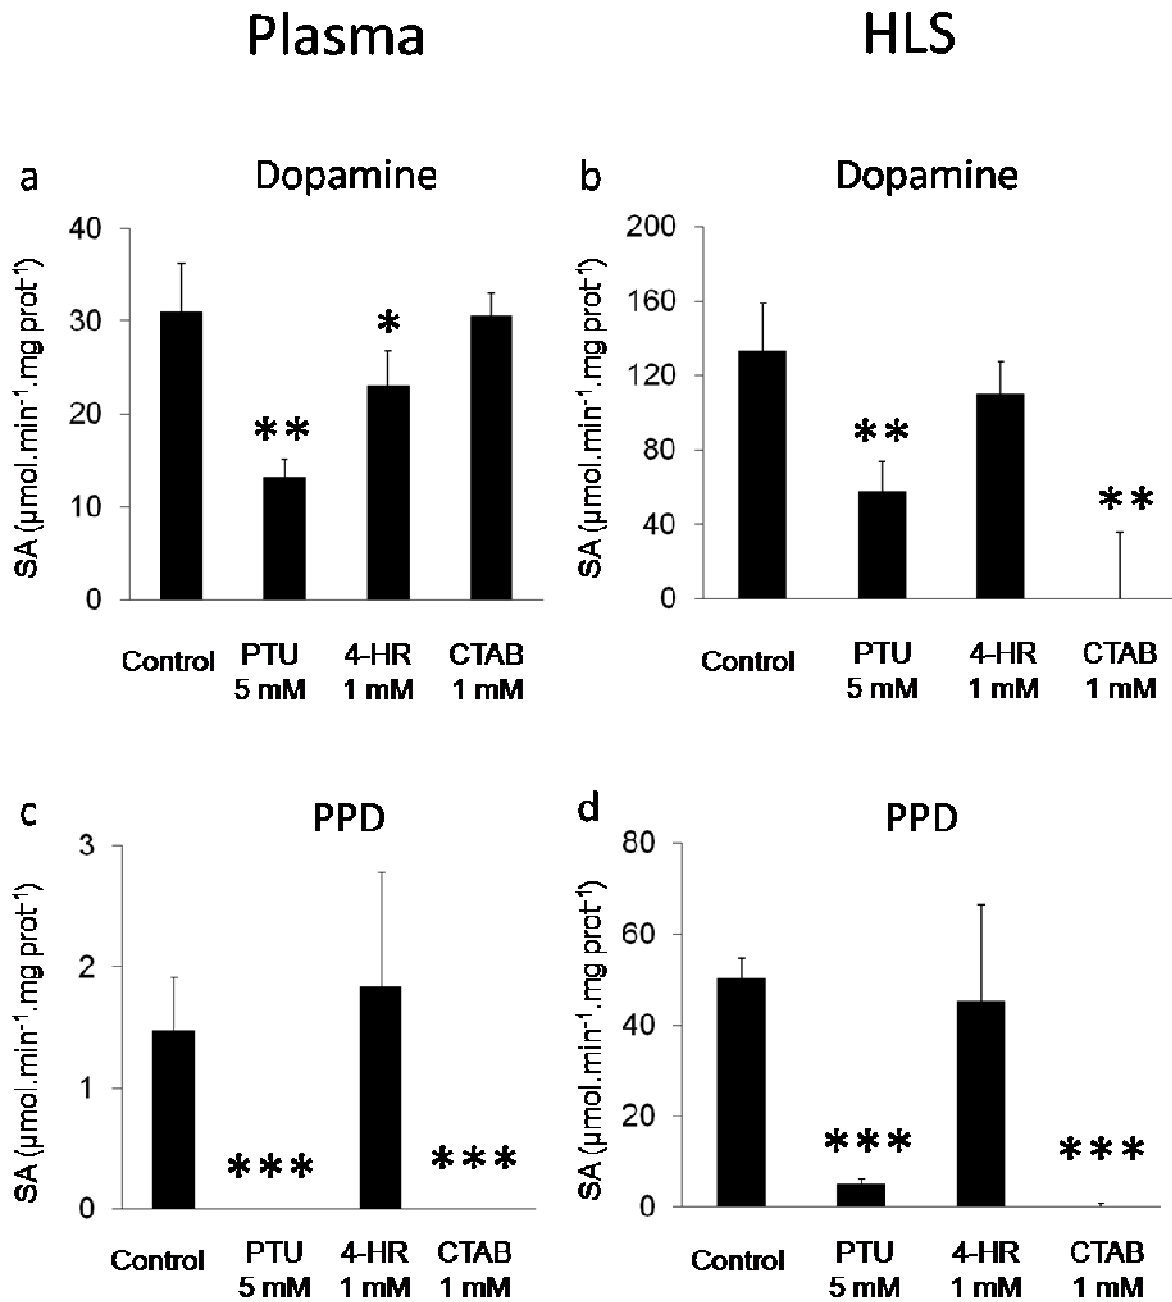 Plasma
HLS
a
Dopamine
SA (µmol.min⁻¹.mg prot⁻¹)
40
30
20
10
0
*
**
Control
PTU
5 mM
4-HR
1 mM
CTAB
1 mM
b
Dopamine
SA (µmol.min⁻¹.mg prot⁻¹)
200
160
120
80
40
0
**
**
Control
PTU
5 mM
4-HR
1 mM
CTAB
1 mM
c
PPD
SA (µmol.min⁻¹.mg prot⁻¹)
3
2
1
0
***
***
Control
PTU
5 mM
4-HR
1 mM
CTAB
1 mM
d
PPD
SA (µmol.min⁻¹.mg prot⁻¹)
80
60
40
20
0
***
***
Control
PTU
5 mM
4-HR
1 mM
CTAB
1 mM